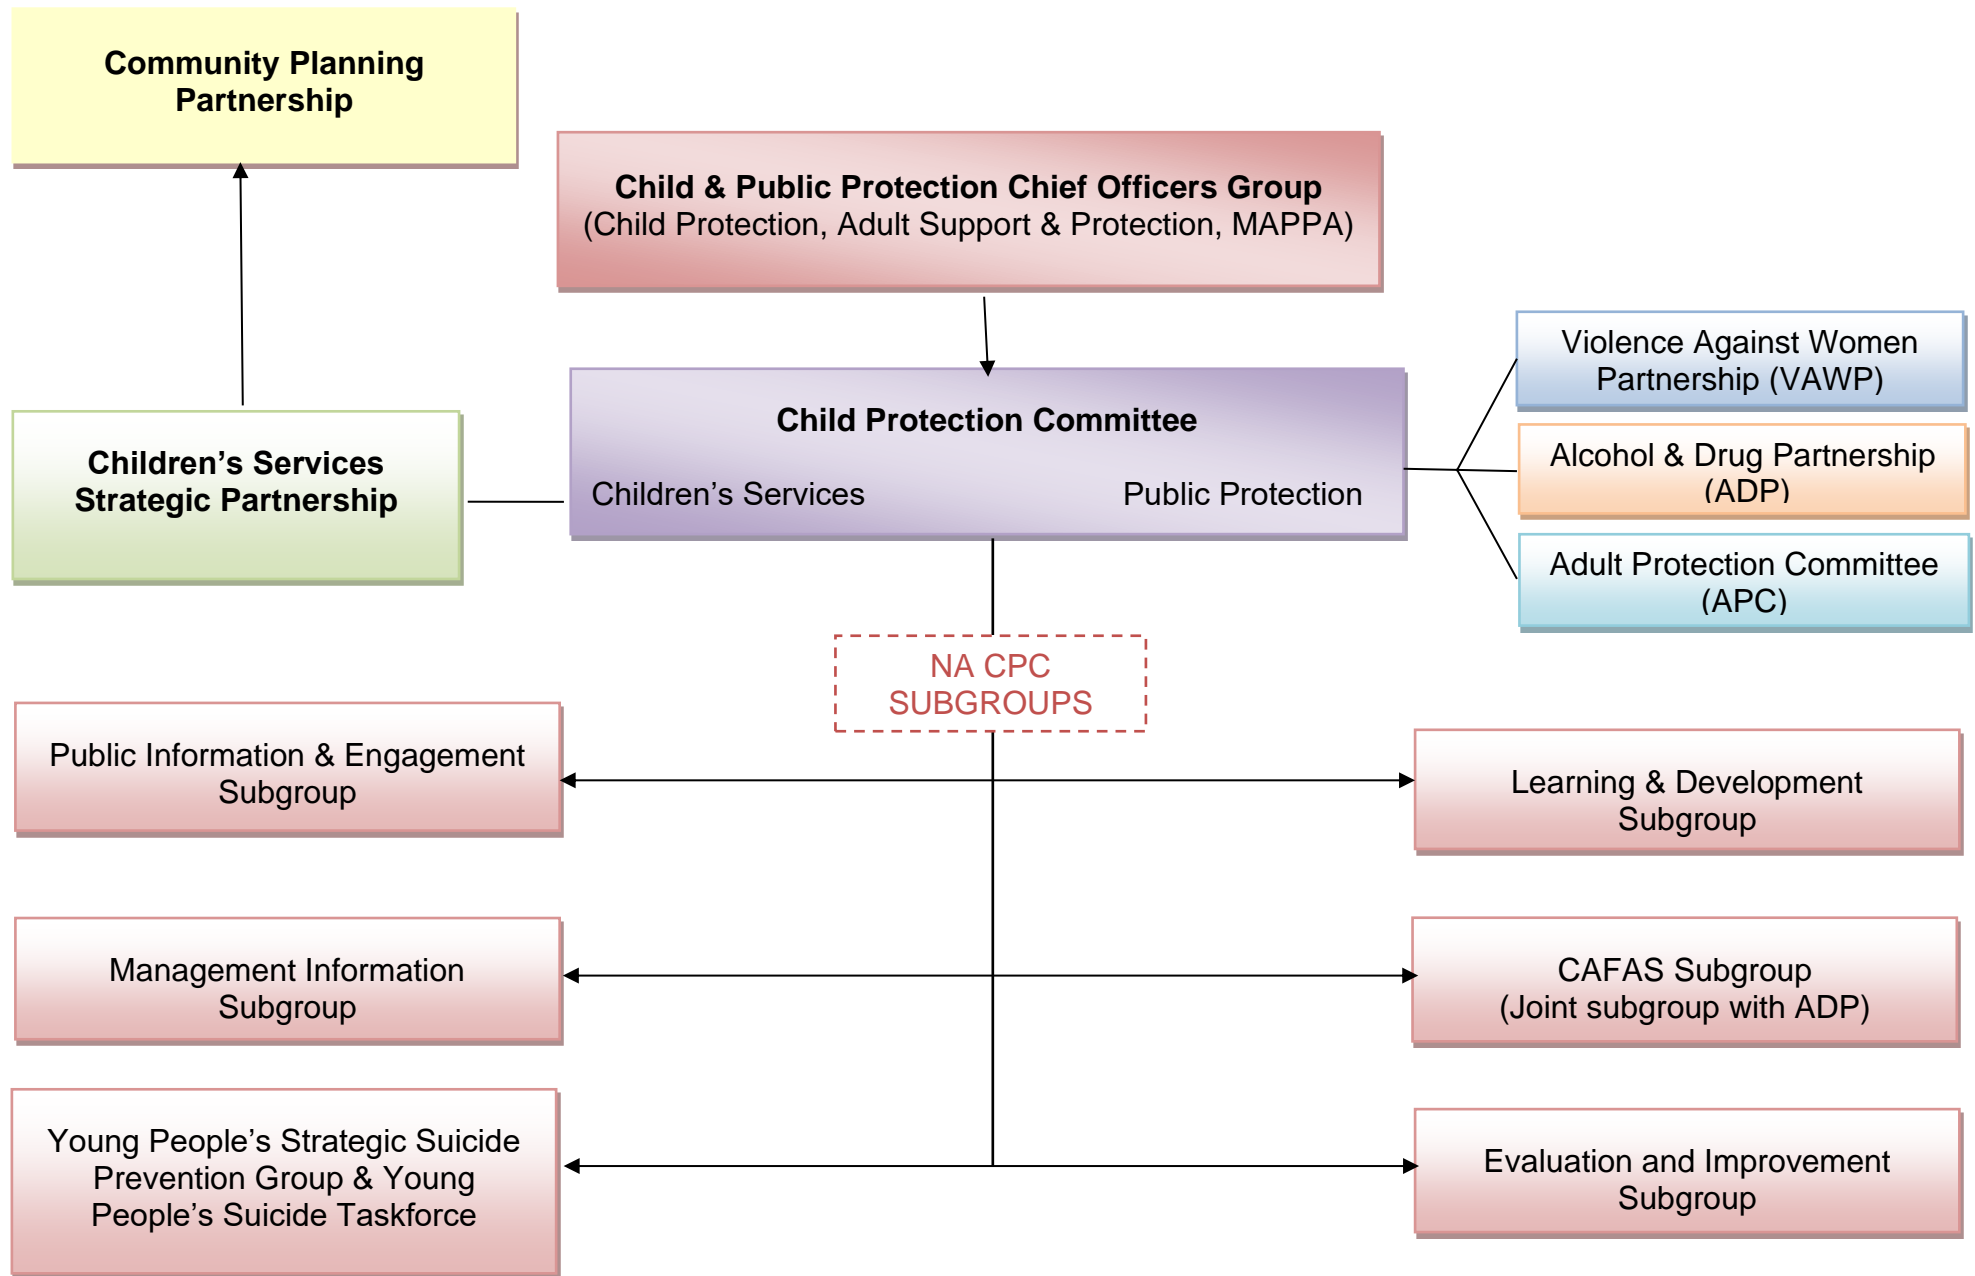 Community Planning
Partnership
Child & Public Protection Chief Officers Group
(Child Protection, Adult Support & Protection, MAPPA)
Violence Against Women
Partnership (VAWP)
Child Protection Committee
Children’s Services Public Protection
Children’s Services
Strategic Partnership
Alcohol & Drug Partnership
(ADP)
Adult Protection Committee
(APC)
NA CPC
SUBGROUPS
Public Information & Engagement
Subgroup
Learning & Development
Subgroup
Management Information
Subgroup
CAFAS Subgroup
(Joint subgroup with ADP)
Young People’s Strategic Suicide
Prevention Group & Young
People’s Suicide Taskforce
Evaluation and Improvement
Subgroup